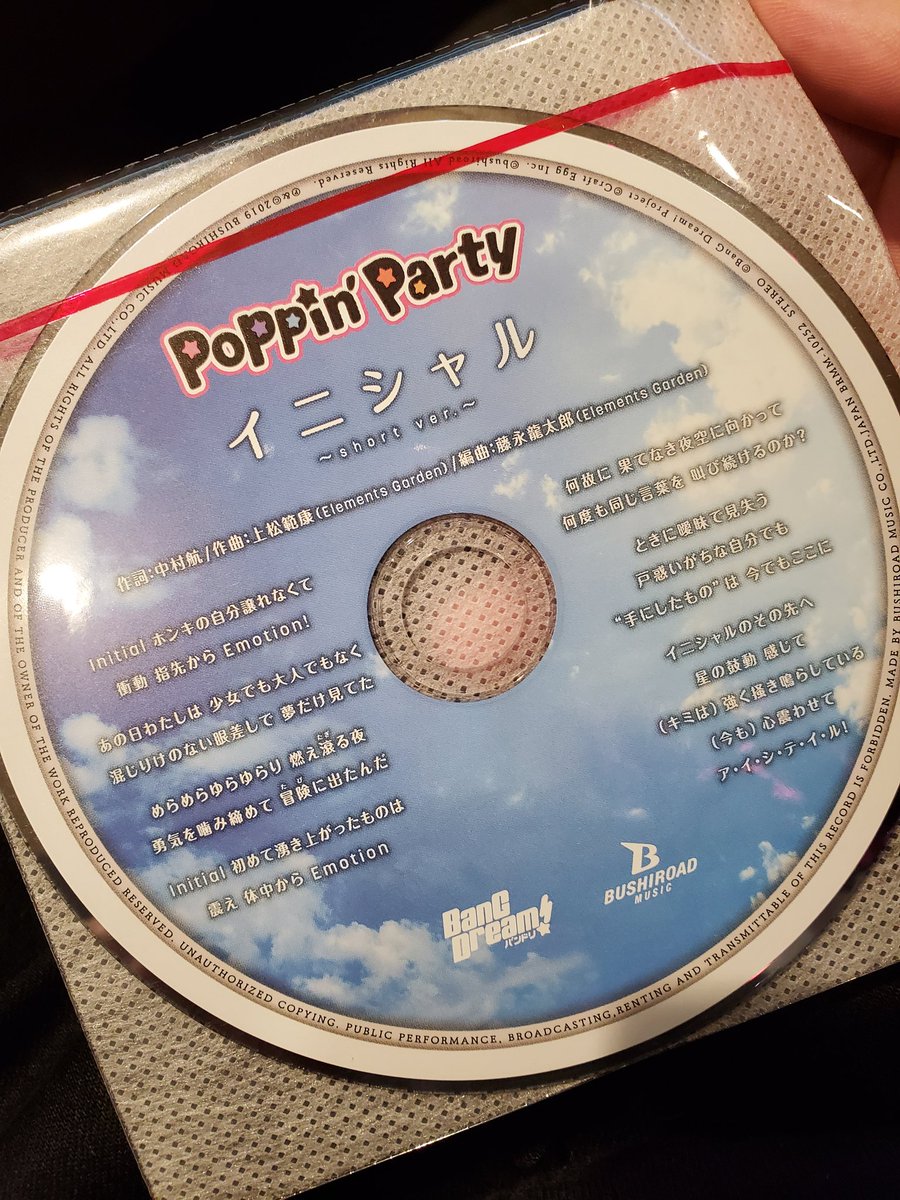 Poppin'Party
イニシャル
～short ver.～
作詞:中村航/作曲:上松範康(Elements Garden)/編曲:藤永龍太郎(Elements Garden)
Initial ホンキの自分譲れなくて
衝動 指先から Emotion!
あの日わたしは 少女でも大人でもなく
混じりけのない眼差しで 夢だけ見てた
めらめらゆらゆらり 燃え滾る夜
たぎ
勇気を噛み締めて 冒険に出たんだ
たび
Initial 初めて湧き上がったものは
震え 体中から Emotion
何故に 果てなき夜空に向かって
何度も同じ言葉を 叫び続けるのか?
ときに曖昧で見失う
戸惑いがちな自分でも
“手にしたもの”は 今でもここに
イニシャルのその先へ
星の鼓動 感じて
(キミは) 強く掻き鳴らしている
(今も) 心震わせて
ア・イ・シ・テ・イ・ル!
BanG Dream!
バンドリ
BUSHIROAD
MUSIC
℗&©2019 BUSHIROAD MUSIC CO.,LTD. ALL RIGHTS OF THE PRODUCER AND OF THE OWNER OF THE WORK REPRODUCED RESERVED. UNAUTHORIZED COPYING, PUBLIC PERFORMANCE, BROADCASTING,RENTING AND TRANSMITTABLE OF THIS RECORD IS FORBIDDEN. MADE BY BUSHIROAD MUSIC CO.,LTD.JAPAN BRMM 10252 STEREO
©BanG Dream! Project ©Craft Egg Inc. ©bushiroad All Rights Reserved.